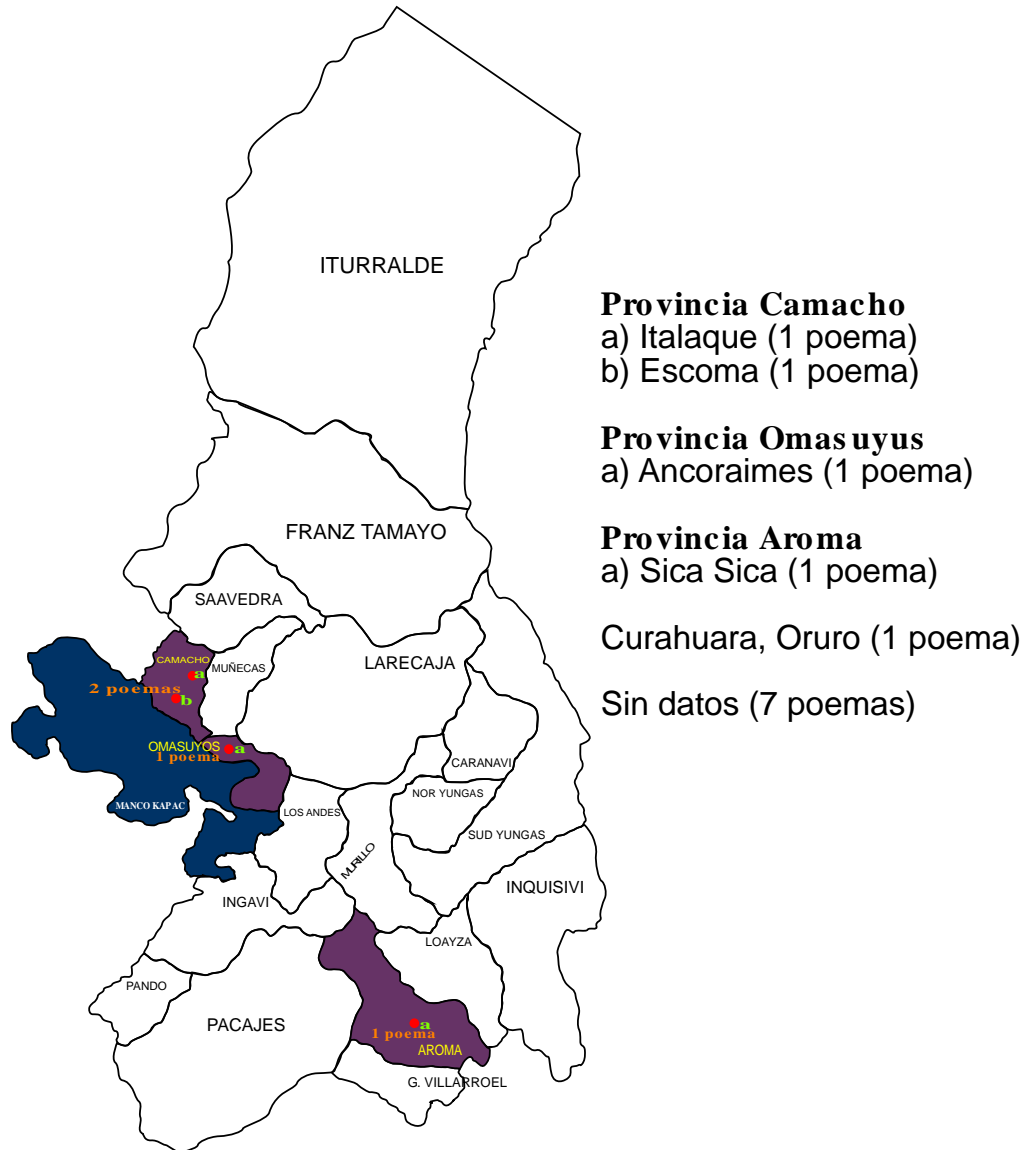 ITURRALDE
Provincia Camacho
a) Italaque (1 poema)
b) Escoma (1 poema)
Provincia Omasuyus
a) Ancoraimes (1 poema)
Provincia Aroma
a) Sica Sica (1 poema)
Curahuara, Oruro (1 poema)
Sin datos (7 poemas)
FRANZ TAMAYO
SAAVEDRA
CAMACHO
a
2 poemas
b
MUÑECAS
LARECAJA
OMASUYOS
a
1 poema
CARANAVI
NOR YUNGAS
MANCO KAPAC
LOS ANDES
MURILLO
SUD YUNGAS
INQUISIVI
INGAVI
LOAYZA
PANDO
PACAJES
a
1 poema
AROMA
G. VILLARROEL